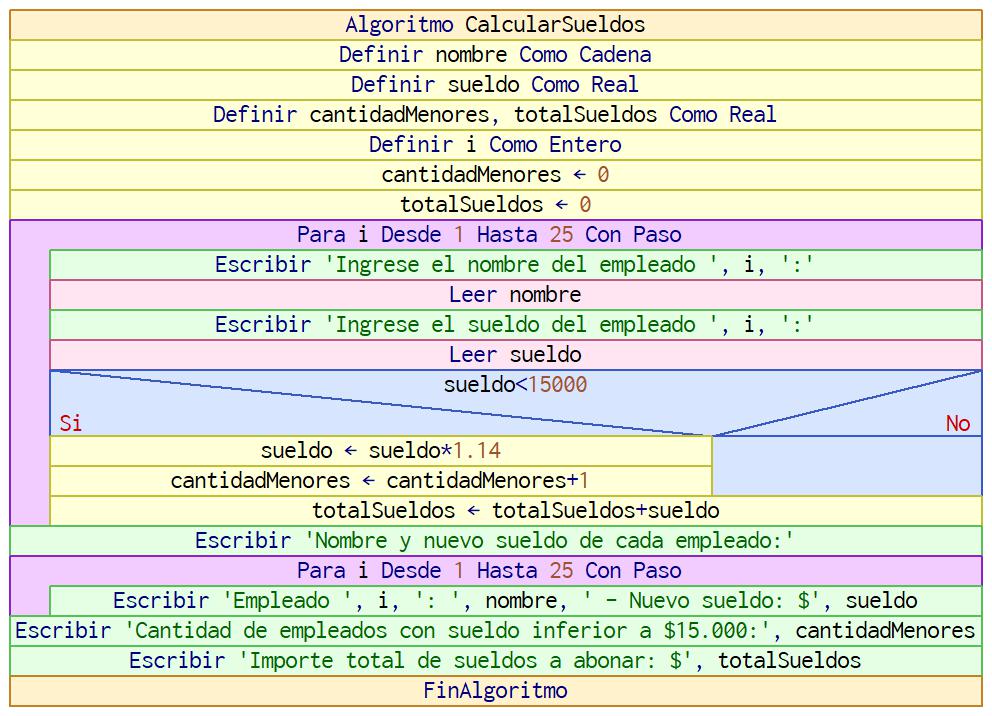 Algoritmo CalcularSueldos
Definir nombre Como Cadena
Definir sueldo Como Real
Definir cantidadMenores, totalSueldos Como Real
Definir i Como Entero
cantidadMenores ← 0
totalSueldos ← 0
Para i Desde 1 Hasta 25 Con Paso
Escribir 'Ingrese el nombre del empleado ', i, ':'
Leer nombre
Escribir 'Ingrese el sueldo del empleado ', i, ':'
Leer sueldo
sueldo<15000
Si No
sueldo ← sueldo*1.14
cantidadMenores ← cantidadMenores+1
totalSueldos ← totalSueldos+sueldo
Escribir 'Nombre y nuevo sueldo de cada empleado:'
Para i Desde 1 Hasta 25 Con Paso
Escribir 'Empleado ', i, ': ', nombre, ' - Nuevo sueldo: $', sueldo
Escribir 'Cantidad de empleados con sueldo inferior a $15.000:', cantidadMenores
Escribir 'Importe total de sueldos a abonar: $', totalSueldos
FinAlgoritmo